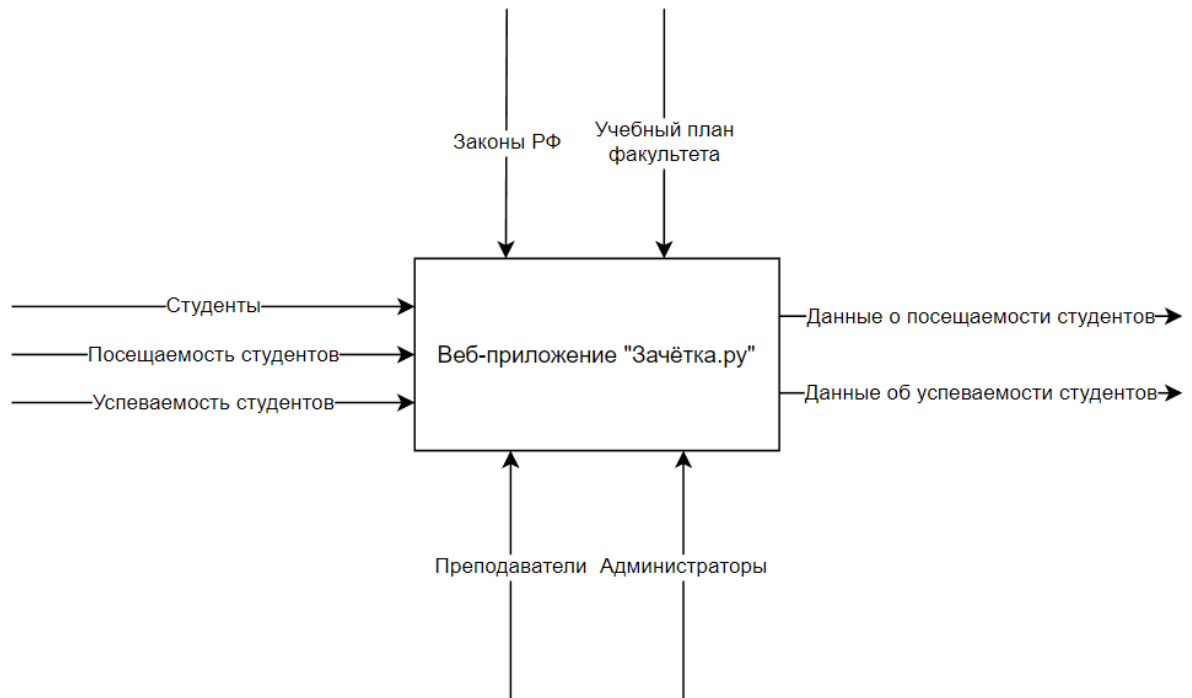 Законы РФ
Учебный план
факультета
Студенты
Посещаемость студентов
Успеваемость студентов
Веб-приложение "Зачётка.ру"
Данные о посещаемости студентов
Данные об успеваемости студентов
Преподаватели
Администраторы